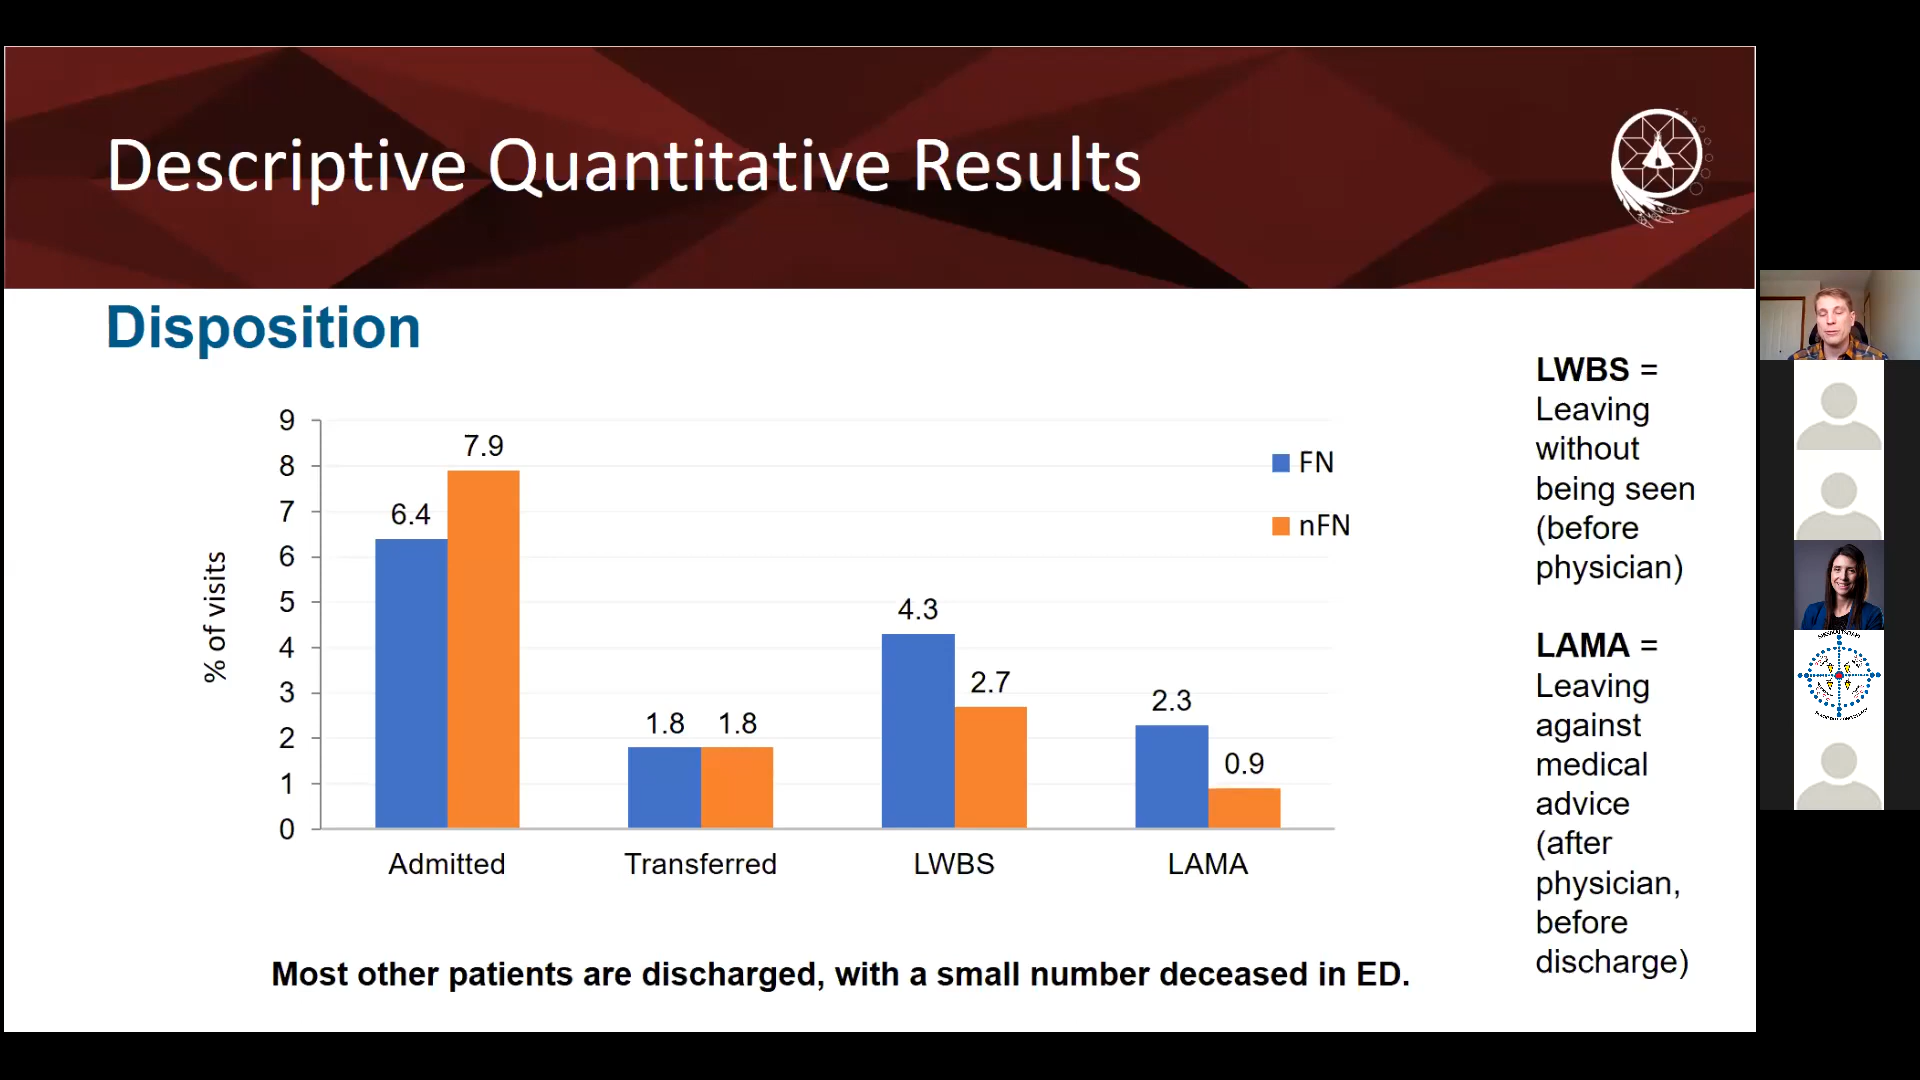 Descriptive Quantitative Results
Disposition
% of visits
9
8
7
6
5
4
3
2
1
0
6.4
7.9
1.8
1.8
4.3
2.7
2.3
0.9
Admitted
Transferred
LWBS
LAMA
FN
nFN
LWBS =
Leaving
without
being seen
(before
physician)
LAMA =
Leaving
against
medical
advice
(after
physician,
before
discharge)
Most other patients are discharged, with a small number deceased in ED.